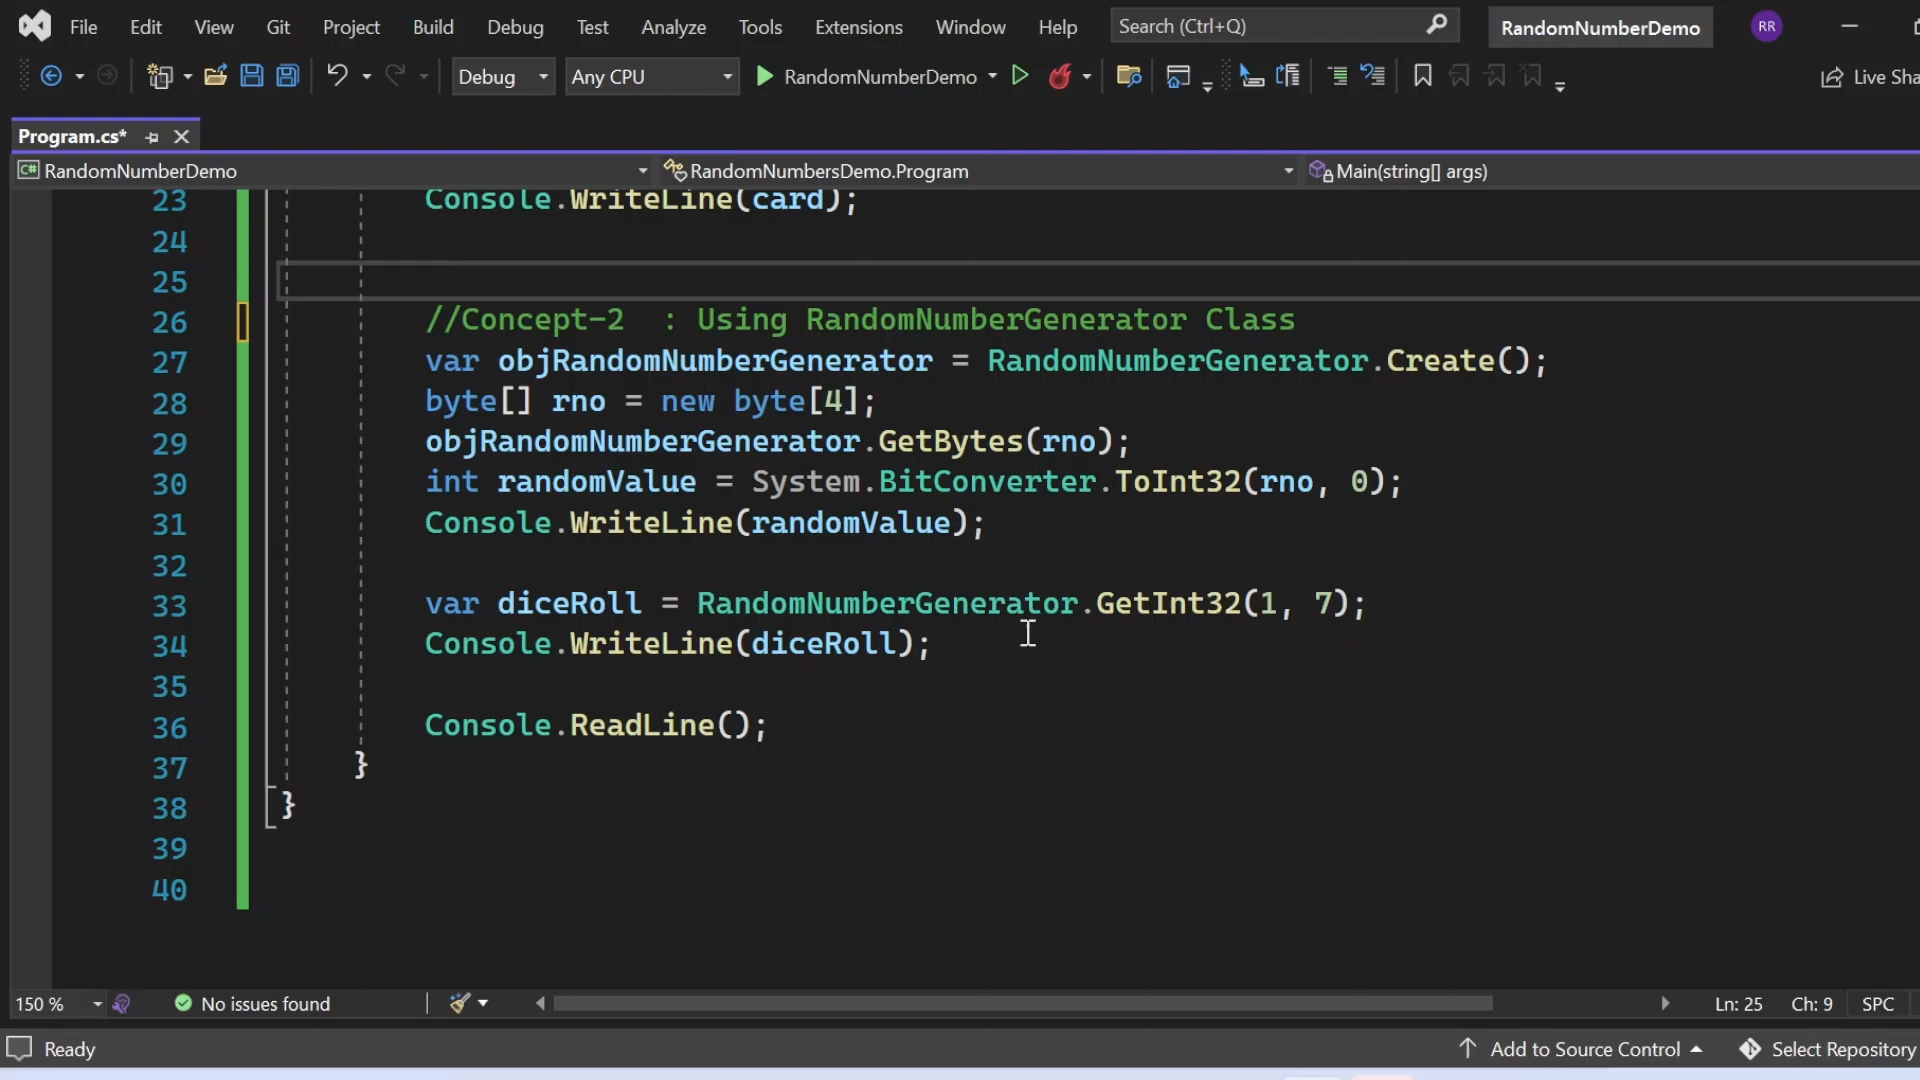 File Edit View Git Project Build Debug Test Analyze Tools Extensions Window Help Search (Ctrl+Q) RandomNumberDemo RR
Debug Any CPU RandomNumberDemo Live Sha
Program.cs*
C# RandomNumberDemo RandomNumbersDemo.Program Main(string[] args)
23 Console.WriteLine(card);
24
25
26 //Concept-2  : Using RandomNumberGenerator Class
27 var objRandomNumberGenerator = RandomNumberGenerator.Create();
28 byte[] rno = new byte[4];
29 objRandomNumberGenerator.GetBytes(rno);
30 int randomValue = System.BitConverter.ToInt32(rno, 0);
31 Console.WriteLine(randomValue);
32
33 var diceRoll = RandomNumberGenerator.GetInt32(1, 7);
34 Console.WriteLine(diceRoll);
35
36 Console.ReadLine();
37 }
38 }
39
40
150 % No issues found Ln: 25 Ch: 9 SPC
Ready Add to Source Control Select Repository